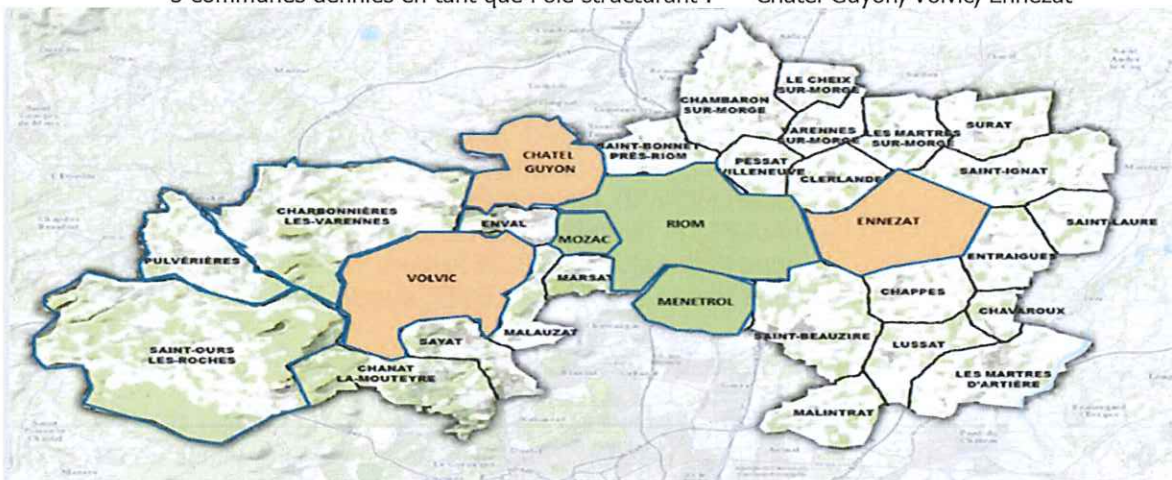 3 communes définies en tant que Pôle structurant : Châtel-Guyon, Volvic, Ennezat
LE CHEIX
SUR-MORGE
CHAMBARON
SUR-MORGE
VARENNES
SUR-MORGE
LES MARTRES
SUR-MORGE
SURAT
SAINT-BONNET
PRÈS-RIOM
CHATEL
GUYON
PESSAT
VILLENEUVE
CLERLANDE
SAINT-IGNAT
CHARBONNIÈRES
LES-VARENNES
ENVAL
MOZAC
RIOM
ENNEZAT
SAINT-LAURE
PULVÉRIÈRES
VOLVIC
MARSAT
ENTRAIGUES
MENETROL
CHAPPES
CHAVAROUX
MALAUZAT
SAYAT
SAINT-BEAUZIRE
LUSSAT
SAINT-OURS
LES-ROCHES
CHANAT
LA-MOUTEYRE
LES MARTRES
D'ARTIÈRE
MALINTRAT